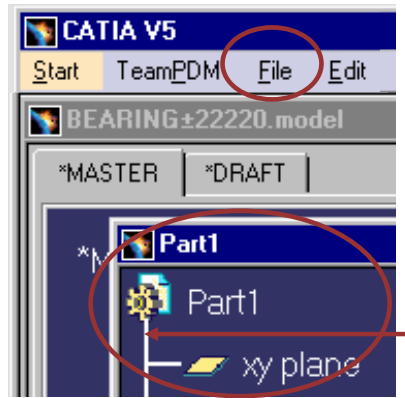 CATIA V5
Start TeamPDM File Edit
BEARING±22220.model
*MASTER *DRAFT
*M
Part1
Part1
xy plane